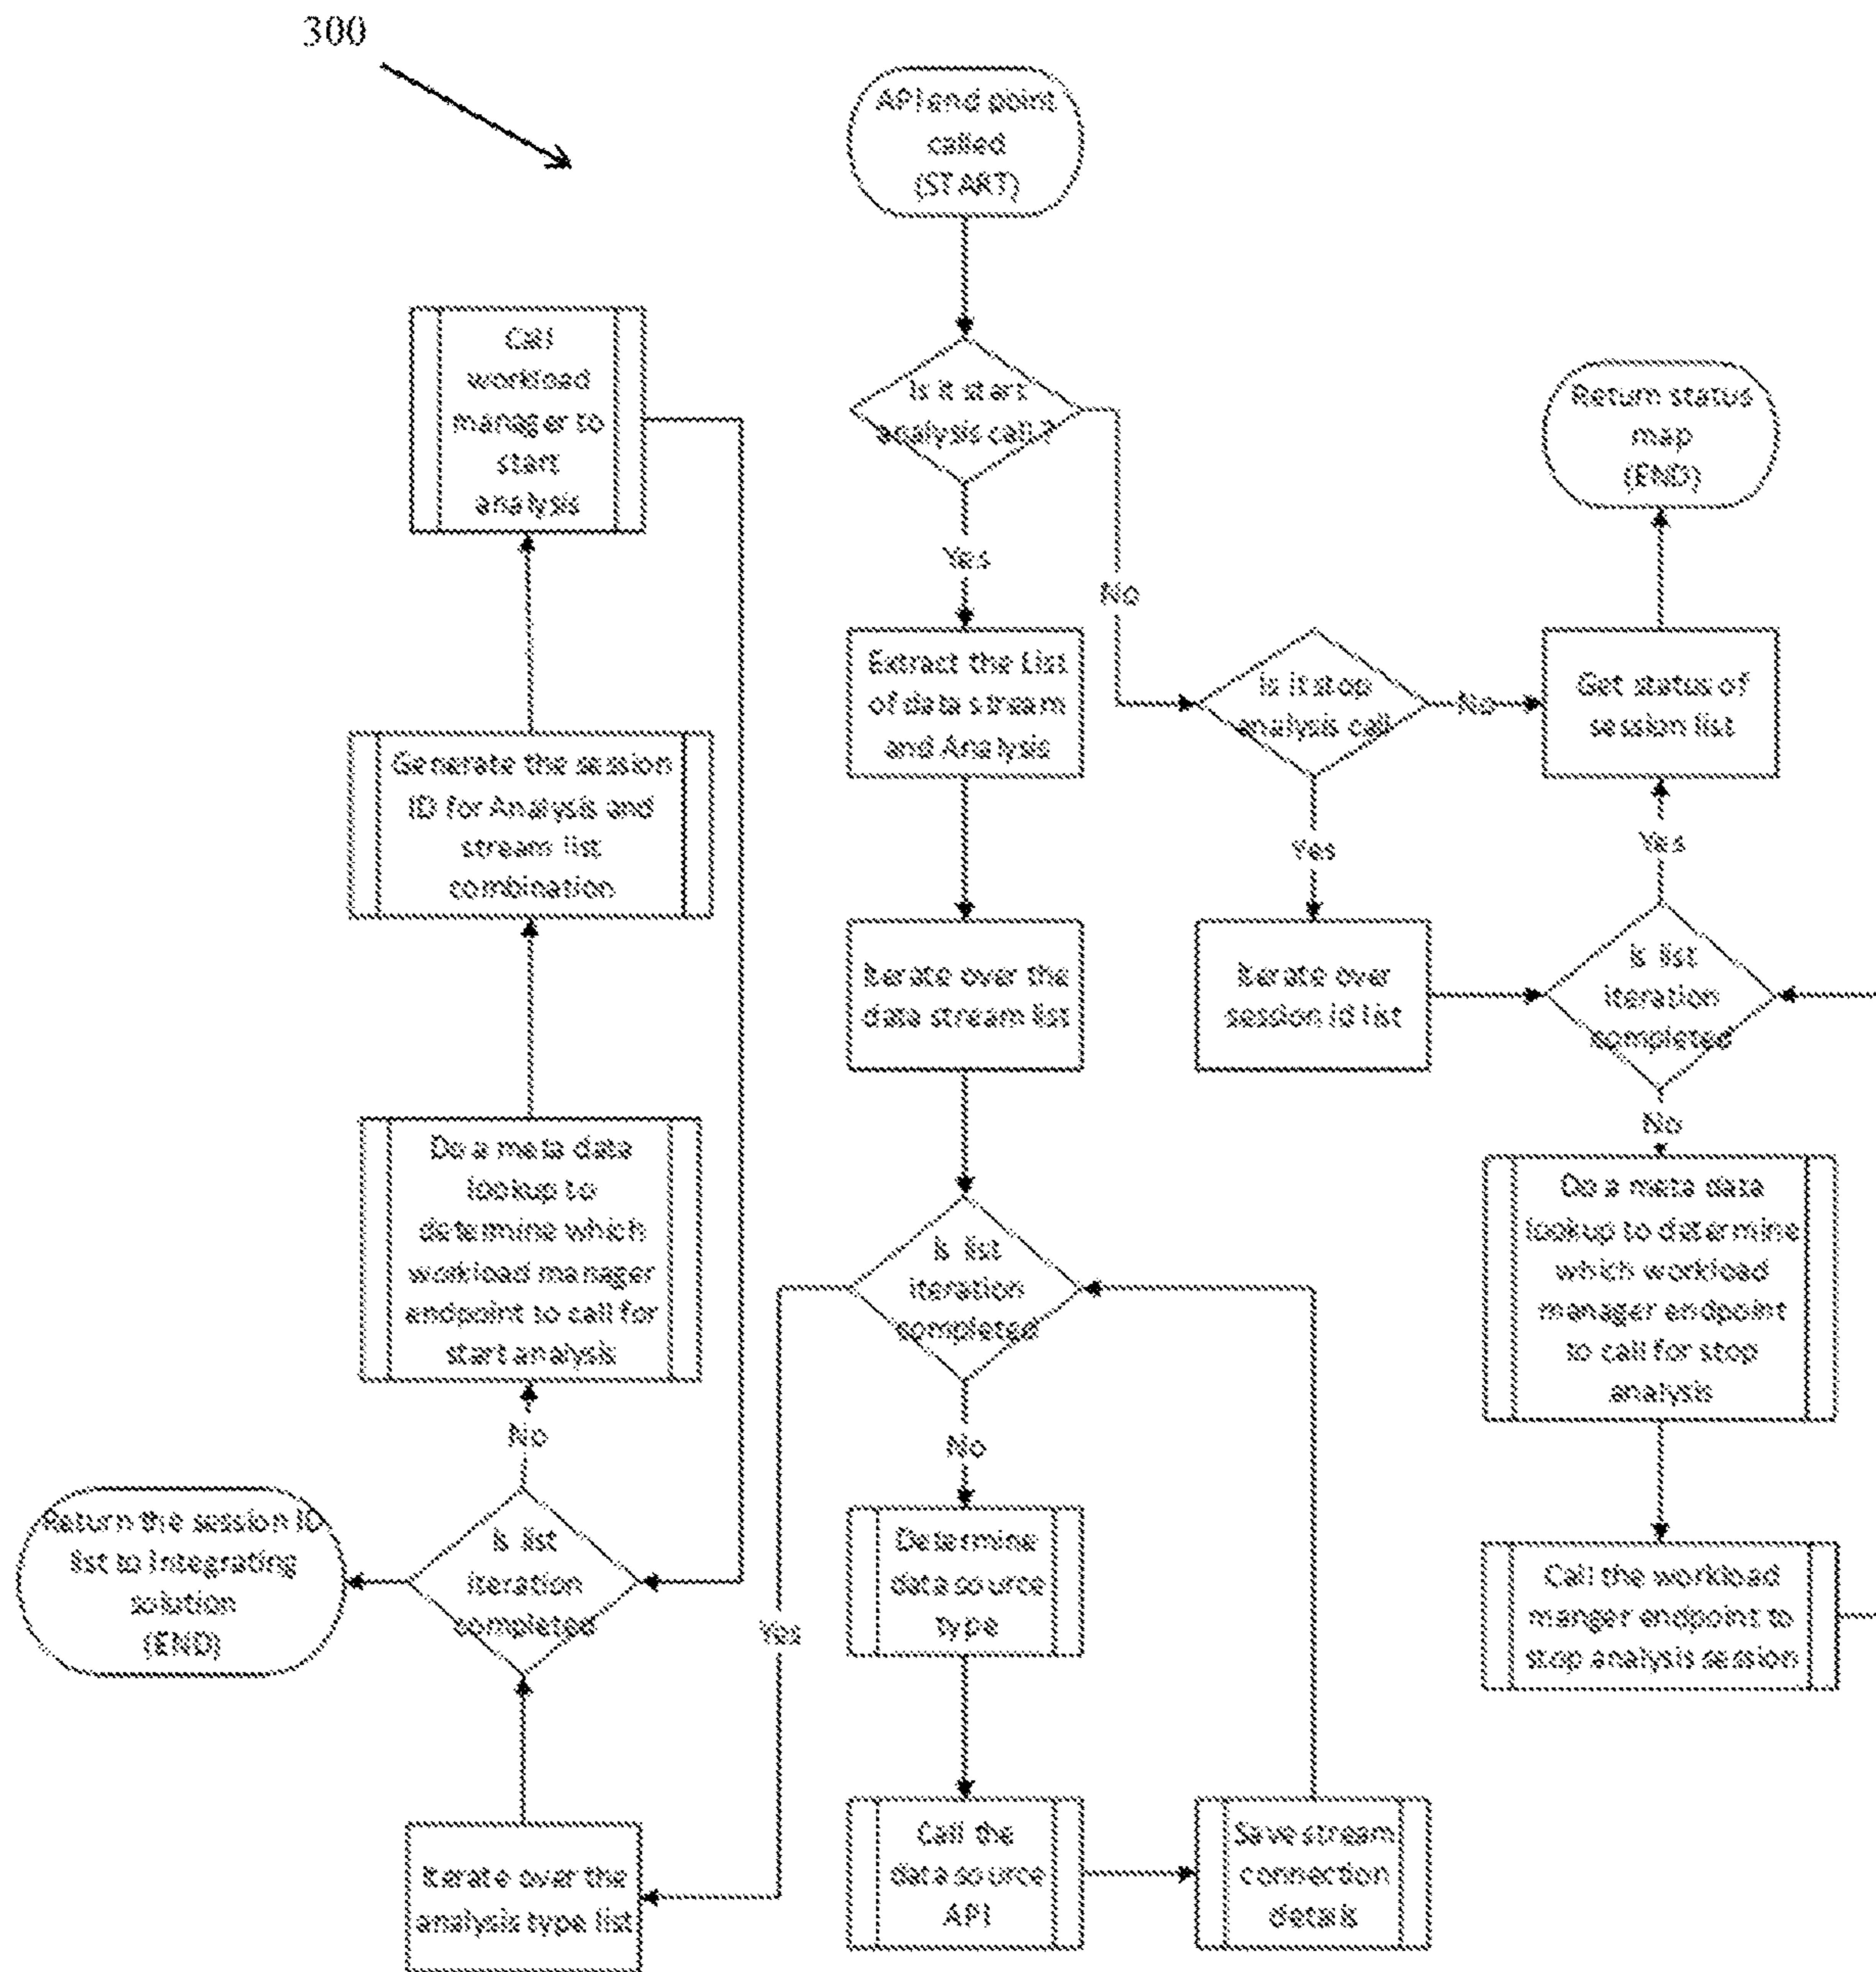 300
API end point
called
(START)
Is it start
analysis call ?
Yes
No
Extract the List
of data stream
and Analysis
Iterate over the
data stream list
Is list
iteration
completed
No
Yes
Determine
data source
type
Call the
data source
API
Save stream
connection
details
Iterate over the
analysis type list
Is list
iteration
completed
No
Return the session ID
list to Integrating
solution
(END)
Do a meta data
lookup to
determine which
workload manager
endpoint to call for
start analysis
Generate the session
ID for Analysis and
stream list
combination
Call
workload
manager to
start
analysis
Is it stop
analysis call
No
Yes
Iterate over
session id list
Is list
iteration
completed
Yes
No
Get status of
session list
Return status
map
(END)
Do a meta data
lookup to determine
which workload
manager endpoint
to call for stop
analysis
Call the workload
manger endpoint to
stop analysis session